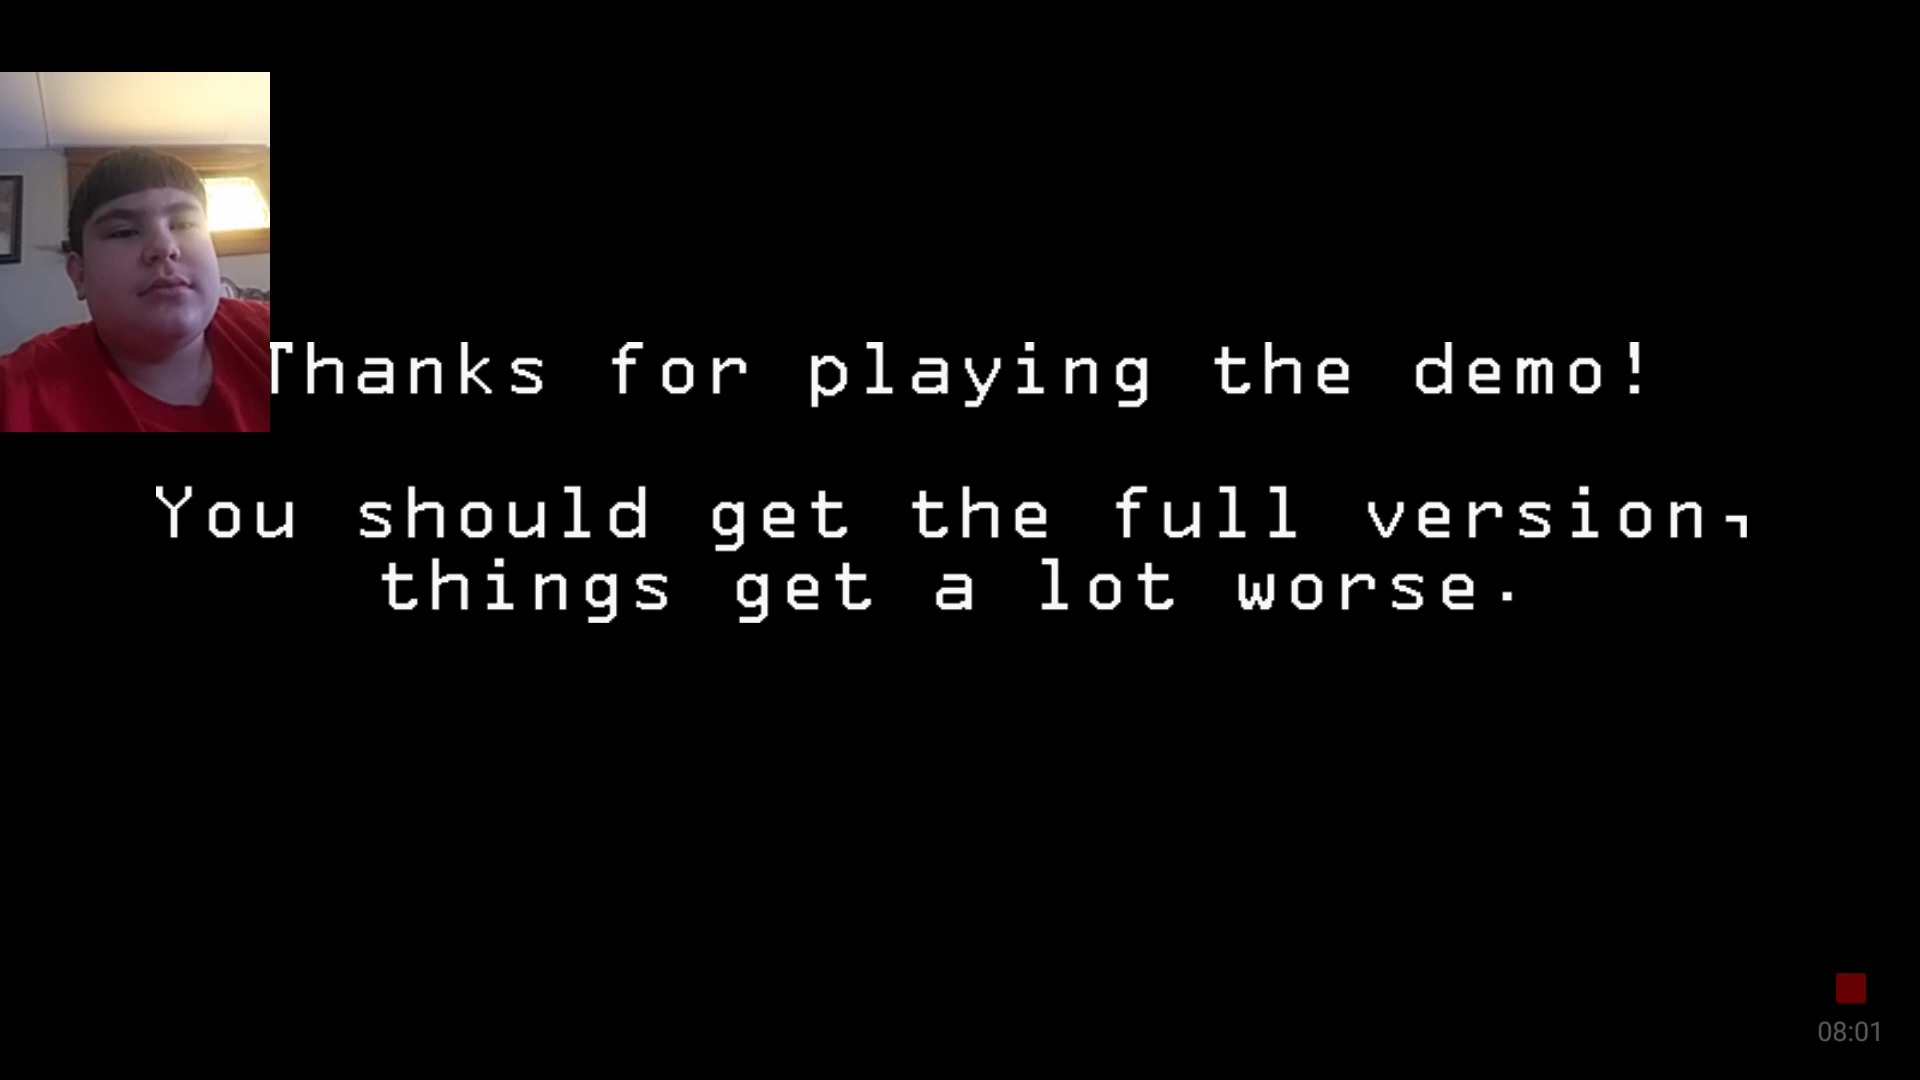 Thanks for playing the demo!
You should get the full version,
things get a lot worse.
08:01